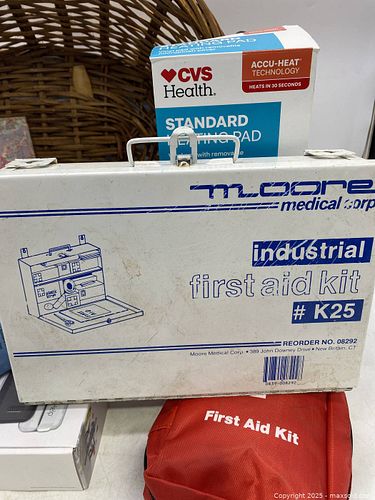 STANDARD
HEATING PAD
with removable
CVS
Health.
ACCU-HEAT®
TECHNOLOGY
HEATS IN 30 SECONDS
moore
medical corp
industrial
first aid kit
# K25
REORDER NO. 08292
Moore Medical Corp. • 389 John Downey Drive • New Britain, CT
First Aid Kit
Copyright 2025 - maxsold